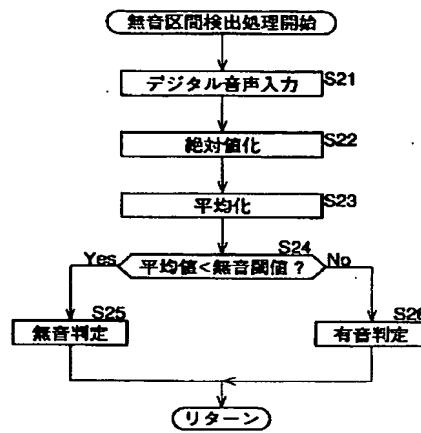 無音区間検出処理開始
デジタル音声入力 S21
絶対値化 S22
平均化 S23
S24
Yes 平均値<無音閾値? No
S25
無音判定
S26
有音判定
リターン